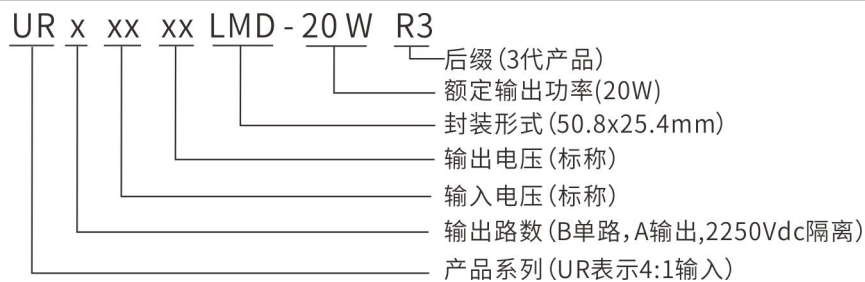 UR x xx xx LMD - 20 W R3
后缀(3代产品)
额定输出功率(20W)
封装形式(50.8x25.4mm)
输出电压(标称)
输入电压(标称)
输出路数(B单路，A输出,2250Vdc隔离)
产品系列(UR表示4:1输入)